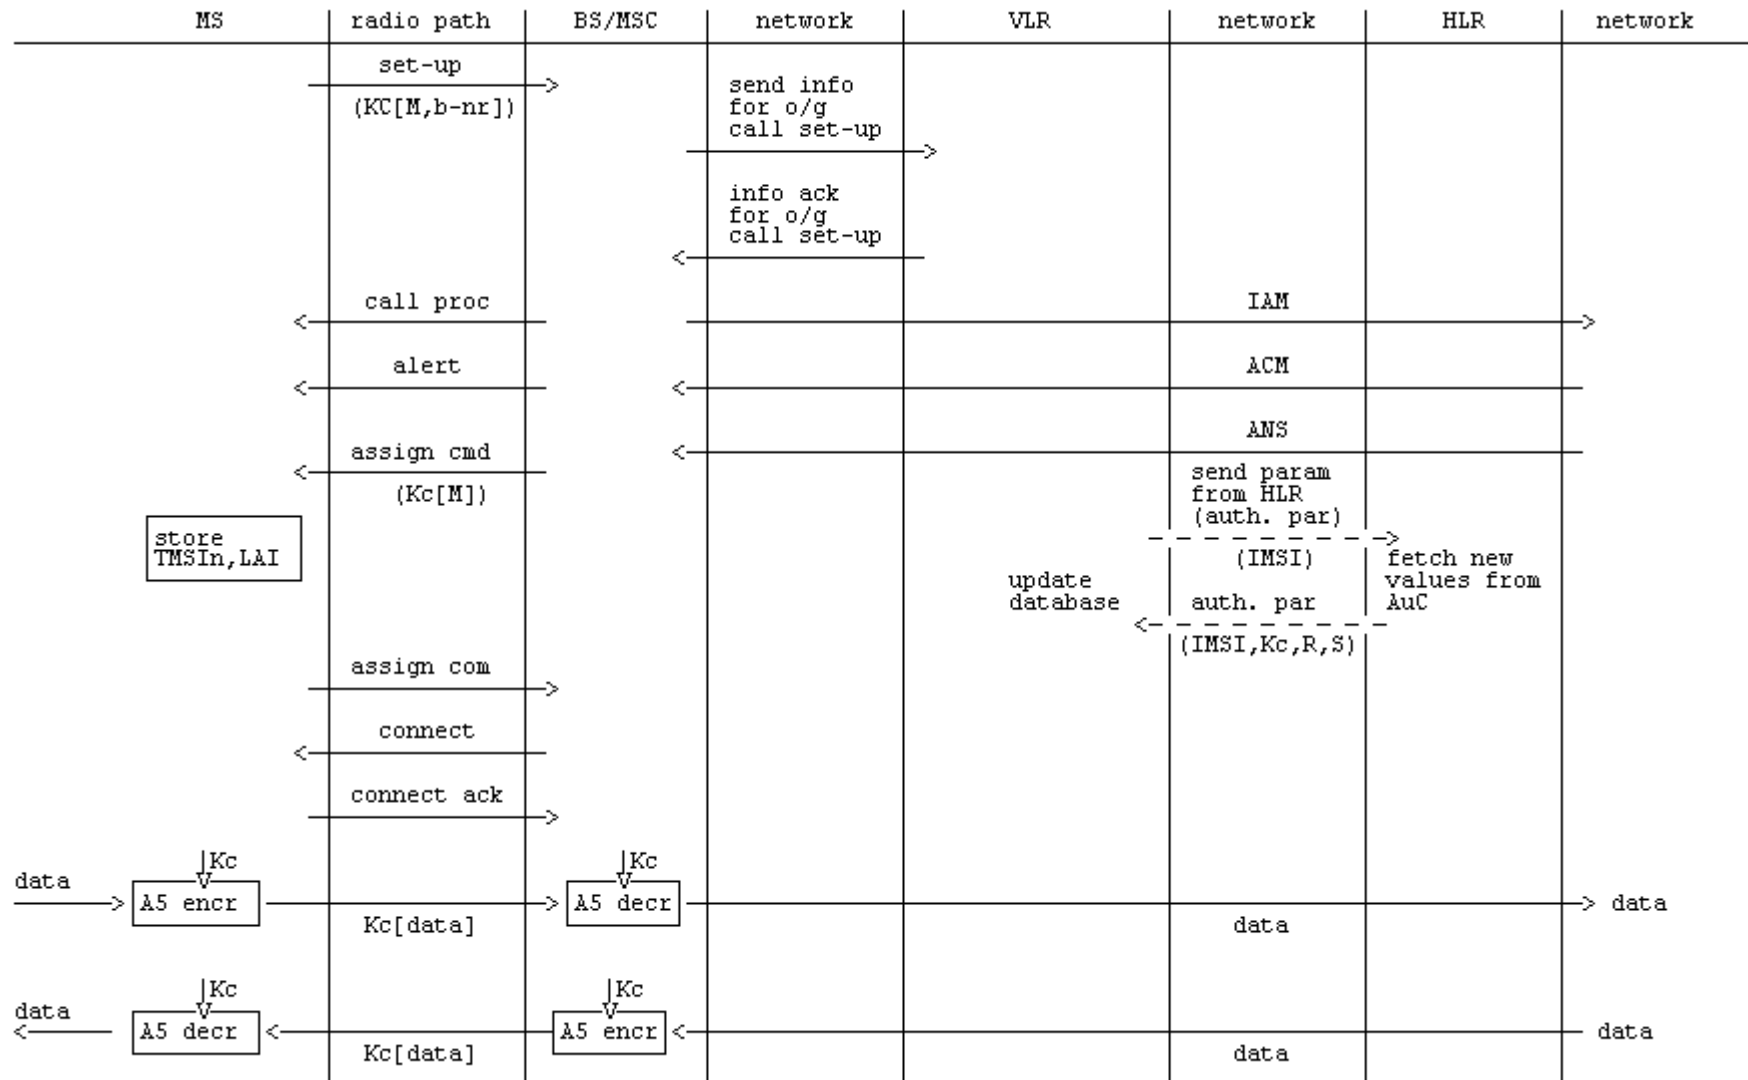 MS radio path BS/MSC network VLR network HLR network
set-up
(KC[M,b-nr])
send info
for o/g
call set-up
info ack
for o/g
call set-up
call proc IAM
alert ACM
ANS
assign cmd
(Kc[M])
send param
from HLR
(auth. par)
store
TMSIn,LAI
(IMSI)
fetch new
values from
AuC
update
database
auth. par
(IMSI,Kc,R,S)
assign com
connect
connect ack
Kc Kc
data A5 encr A5 decr data
Kc[data] data
Kc Kc
data A5 decr A5 encr data
Kc[data] data